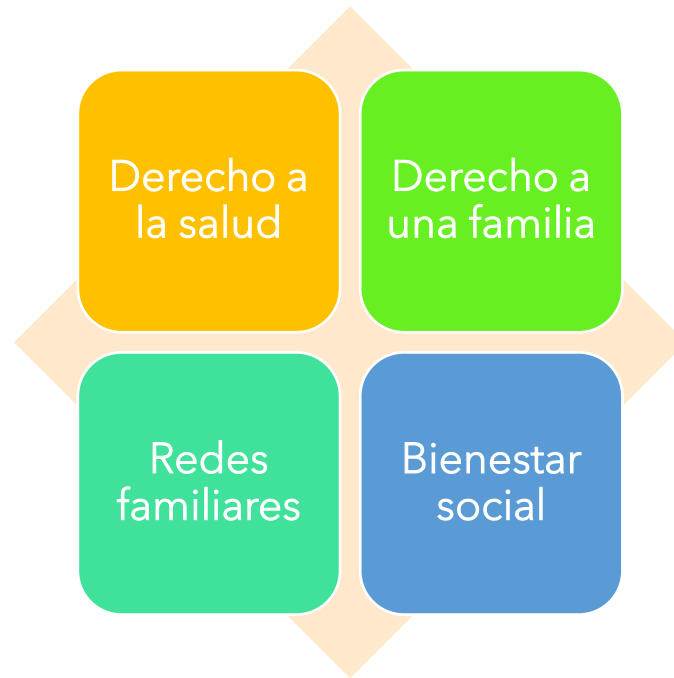 Derecho a
la salud
Derecho a
una familia
Redes
familiares
Bienestar
social